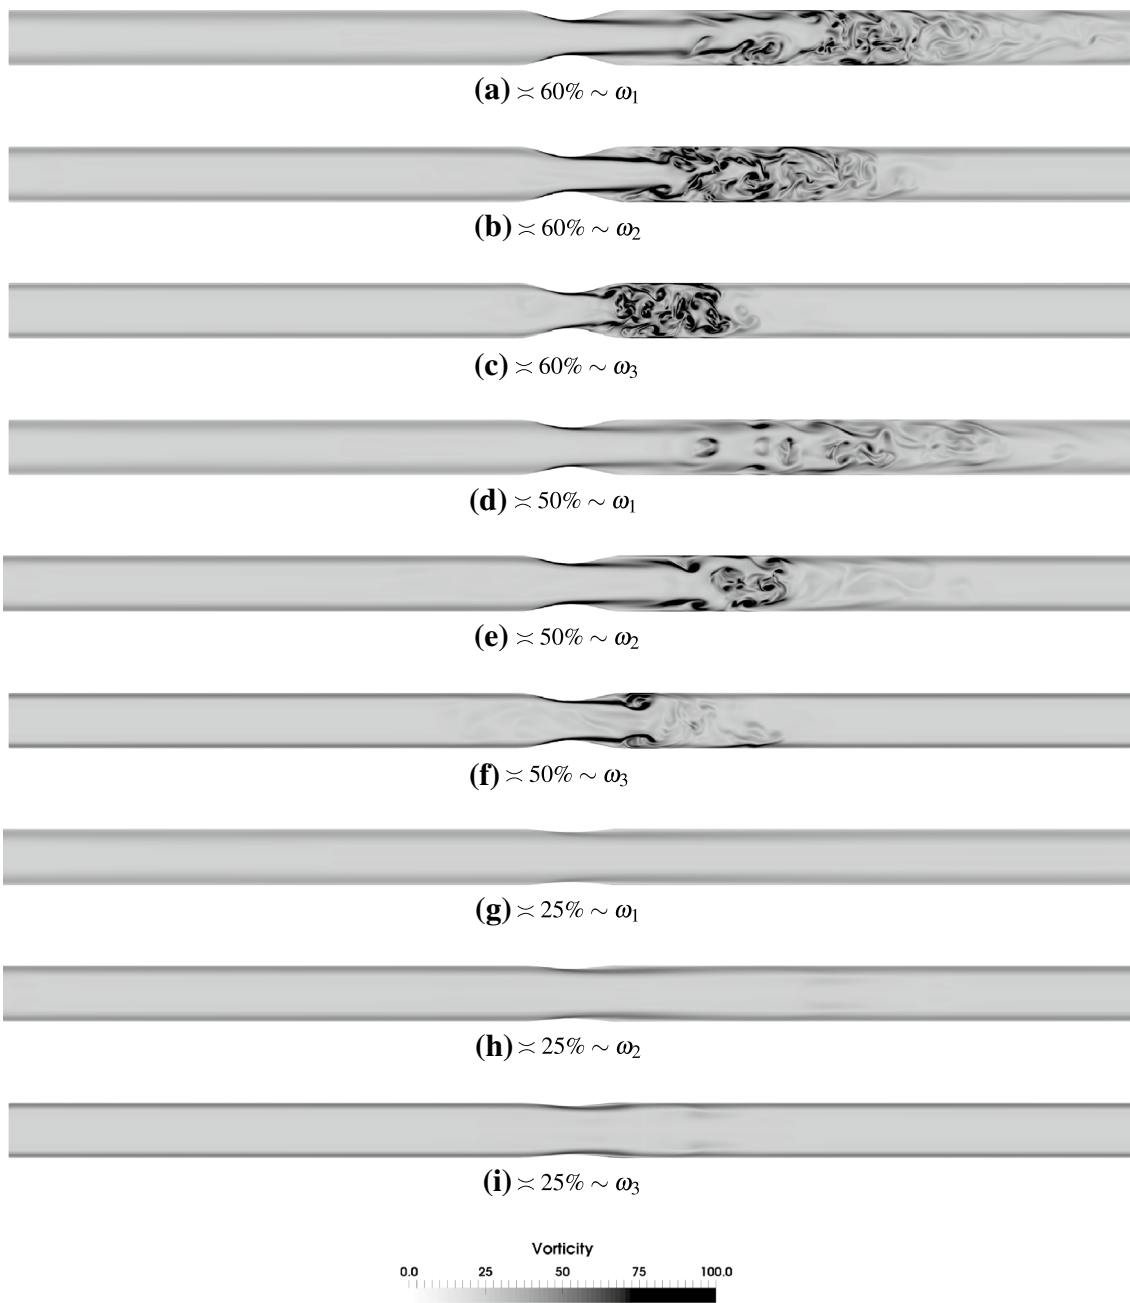 (a) ≍ 60% ∼ ω₁
(b) ≍ 60% ∼ ω₂
(c) ≍ 60% ∼ ω₃
(d) ≍ 50% ∼ ω₁
(e) ≍ 50% ∼ ω₂
(f) ≍ 50% ∼ ω₃
(g) ≍ 25% ∼ ω₁
(h) ≍ 25% ∼ ω₂
(i) ≍ 25% ∼ ω₃
Vorticity
0.0 25 50 75 100.0